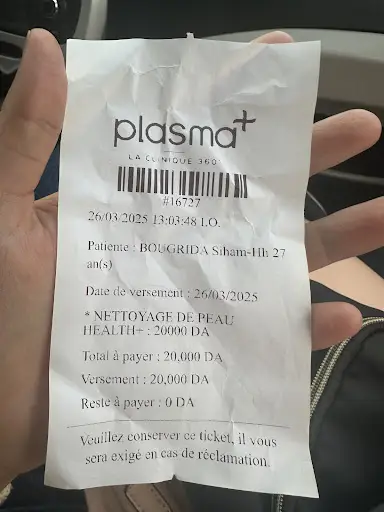 plasma+
LA CLINIQUE 360°
#16727
26/03/2025 13:03:48 I.O.
Patiente : BOUGRIDA Siham-Hh 27
an(s)
Date de versement : 26/03/2025
* NETTOYAGE DE PEAU
HEALTH+ : 20000 DA
Total à payer : 20,000 DA
Versement : 20,000 DA
Reste à payer : 0 DA
Veuillez conserver ce ticket, il vous
sera exigé en cas de réclamation.